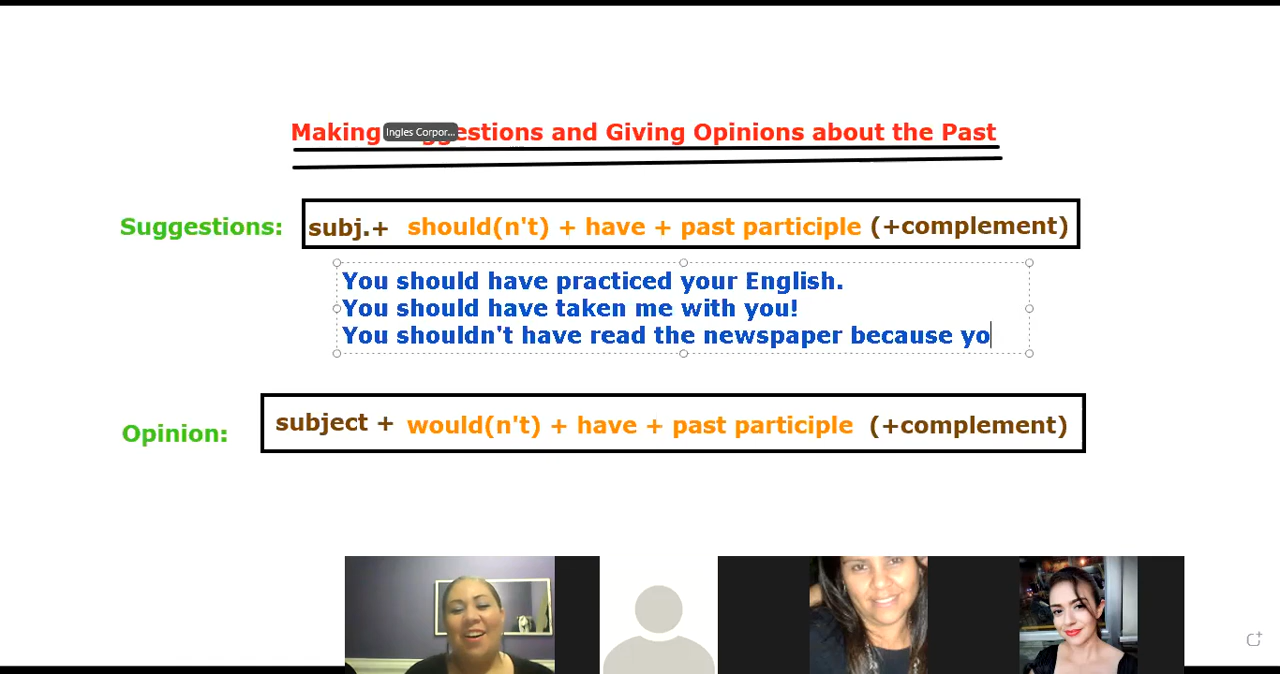 Making estions and Giving Opinions about the Past
Ingles Corpor...
Suggestions: subj.+ should(n't) + have + past participle (+complement)
You should have practiced your English.
You should have taken me with you!
You shouldn't have read the newspaper because yo
Opinion: subject + would(n't) + have + past participle (+complement)